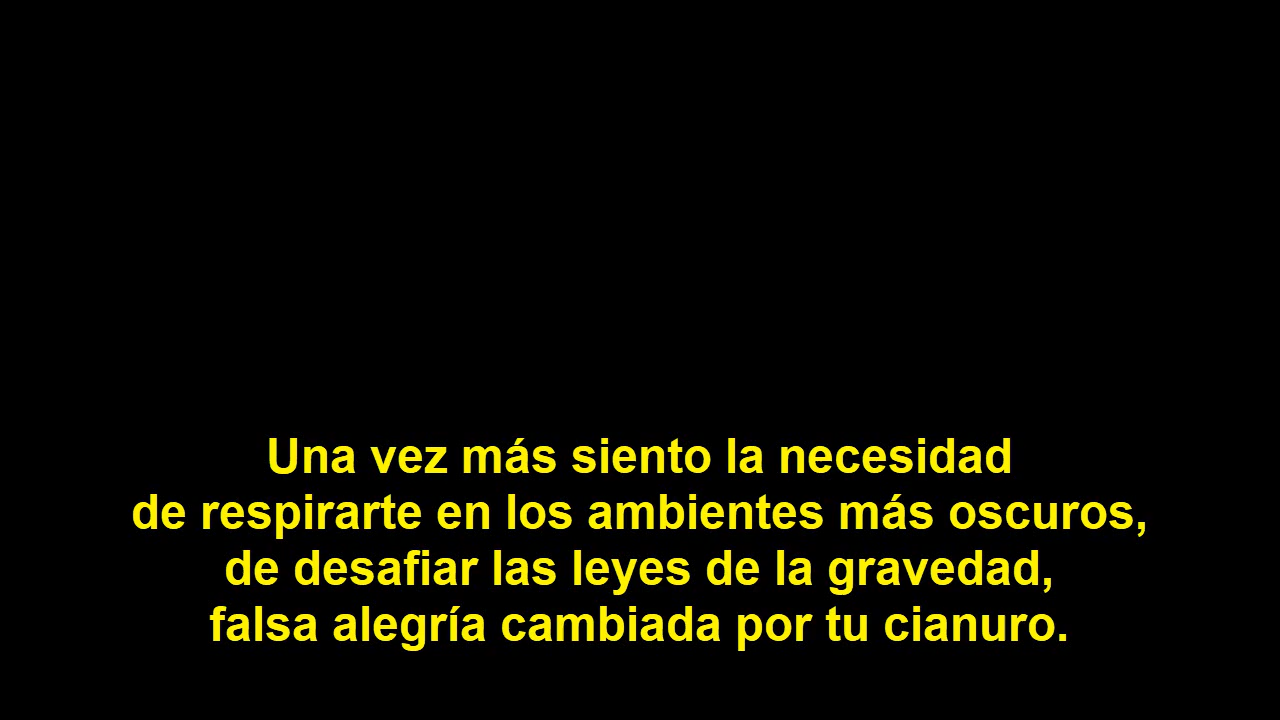 Una vez más siento la necesidad
de respirarte en los ambientes más oscuros,
de desafiar las leyes de la gravedad,
falsa alegría cambiada por tu cianuro.